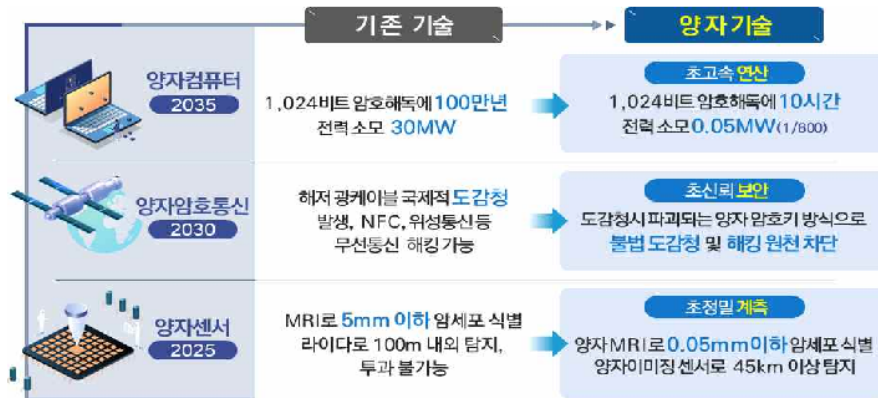 기존 기술
양자기술
양자컴퓨터
2035
1,024비트 암호해독에 100만년
전력 소모 30MW
초고속 연산
1,024비트 암호해독에 10시간
전력 소모 0.05MW(1/600)
양자암호통신
2030
해저 광케이블 국제적 도감청
발생, NFC, 위성통신 등
무선통신 해킹 가능
초신뢰 보안
도감청시 파괴되는 양자 암호키 방식으로
불법 도감청 및 해킹 원천 차단
양자센서
2025
MRI로 5mm 이하 암세포 식별
라이다로 100m 내외 탐지,
투과 불가능
초정밀 계측
양자 MRI로 0.05mm이하 암세포 식별
양자이미징 센서로 45km 이상 탐지